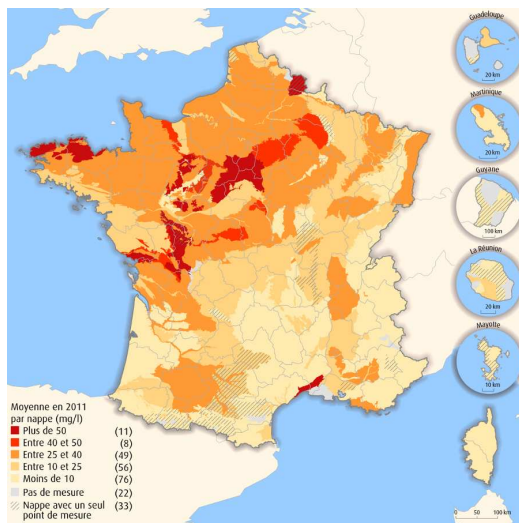 Guadeloupe
20 km
Martinique
20 km
Guyane
100 km
La Réunion
20 km
Mayotte
10 km
Moyenne en 2011
par nappe (mg/l)
Plus de 50 (11)
Entre 40 et 50 (8)
Entre 25 et 40 (49)
Entre 10 et 25 (56)
Moins de 10 (76)
Pas de mesure (22)
Nappe avec un seul (33)
point de mesure
0 50 100 km